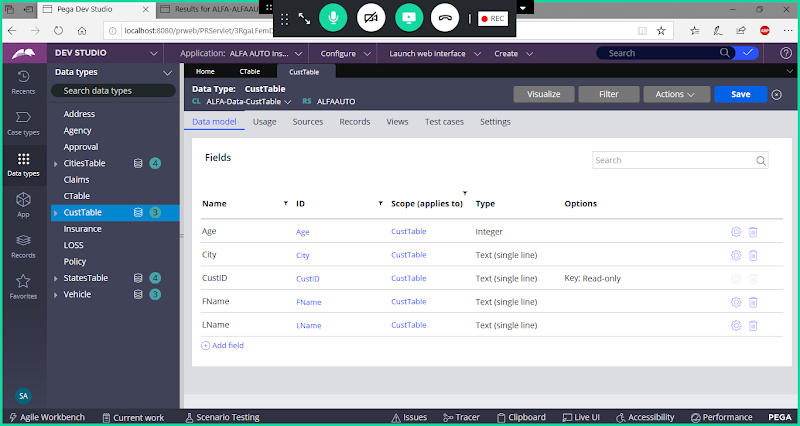 Pega Dev Studio
Results for ALFA-ALFAAU
REC
localhost:8080/prweb/PRServlet/3RgaLFemD
DEV STUDIO
Application: ALFA AUTO Ins...
Configure
Launch web interface
Create
Search
Recents
Case types
Data types
App
Records
Favorites
SA
Data types
Search data types
Address
Agency
Approval
CitiesTable 4
Claims
CTable
CustTable 3
Insurance
LOSS
Policy
StatesTable 4
Vehicle 3
Home
CTable
CustTable
Data Type: CustTable
CL ALFA-Data-CustTable RS ALFAAUTO
Visualize
Filter
Actions
Save
Data model
Usage
Sources
Records
Views
Test cases
Settings
Fields
Search
Name ID Scope (applies to) Type Options
Age Age CustTable Integer
City City CustTable Text (single line)
CustID CustID CustTable Key: Read-only
FName FName CustTable Text (single line)
LName LName CustTable Text (single line)
Add field
Agile Workbench
Current work
Scenario Testing
Issues
Tracer
Clipboard
Live UI
Accessibility
Performance
PEGA